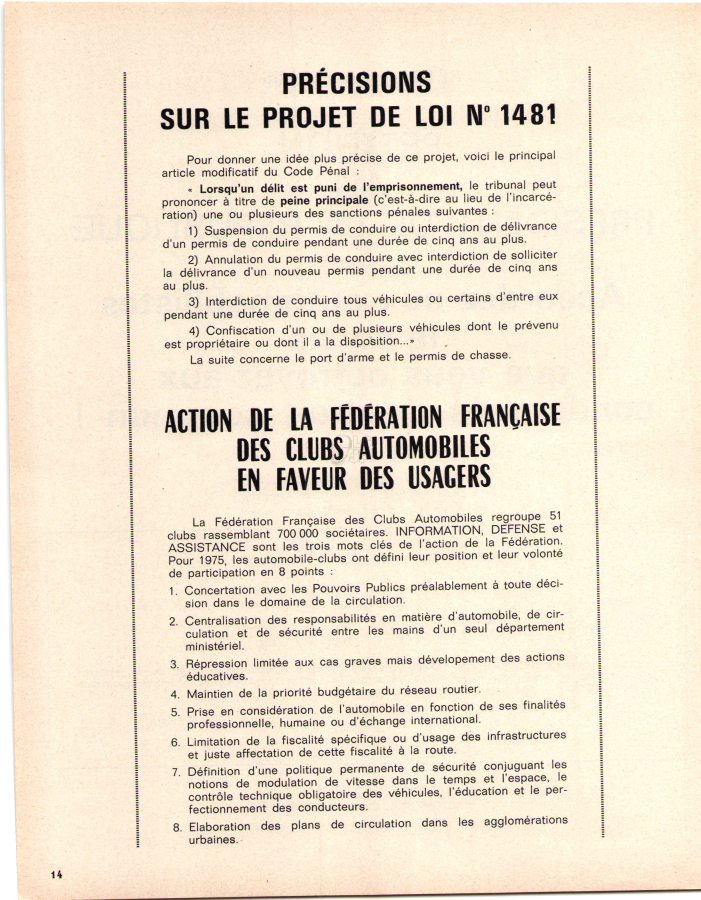 PRÉCISIONS
SUR LE PROJET DE LOI N° 1481
Pour donner une idée plus précise de ce projet, voici le principal
article modificatif du Code Pénal :
« Lorsqu'un délit est puni de l'emprisonnement, le tribunal peut
prononcer à titre de peine principale (c'est-à-dire au lieu de l'incarcé-
ration) une ou plusieurs des sanctions pénales suivantes :
1) Suspension du permis de conduire ou interdiction de délivrance
d'un permis de conduire pendant une durée de cinq ans au plus.
2) Annulation du permis de conduire avec interdiction de solliciter
la délivrance d'un nouveau permis pendant une durée de cinq ans
au plus.
3) Interdiction de conduire tous véhicules ou certains d'entre eux
pendant une durée de cinq ans au plus.
4) Confiscation d'un ou de plusieurs véhicules dont le prévenu
est propriétaire ou dont il a la disposition...»
La suite concerne le port d'arme et le permis de chasse.
ACTION DE LA FÉDÉRATION FRANÇAISE
DES CLUBS AUTOMOBILES
EN FAVEUR DES USAGERS
La Fédération Française des Clubs Automobiles regroupe 51
clubs rassemblant 700 000 sociétaires. INFORMATION, DEFENSE et
ASSISTANCE sont les trois mots clés de l'action de la Fédération.
Pour 1975, les automobile-clubs ont défini leur position et leur volonté
de participation en 8 points :
1. Concertation avec les Pouvoirs Publics préalablement à toute déci-
sion dans le domaine de la circulation.
2. Centralisation des responsabilités en matière d'automobile, de cir-
culation et de sécurité entre les mains d'un seul département
ministériel.
3. Répression limitée aux cas graves mais dévelopement des actions
éducatives.
4. Maintien de la priorité budgétaire du réseau routier.
5. Prise en considération de l'automobile en fonction de ses finalités
professionnelle, humaine ou d'échange international.
6. Limitation de la fiscalité spécifique ou d'usage des infrastructures
et juste affectation de cette fiscalité à la route.
7. Définition d'une politique permanente de sécurité conjuguant les
notions de modulation de vitesse dans le temps et l'espace, le
contrôle technique obligatoire des véhicules, l'éducation et le per-
fectionnement des conducteurs.
8. Elaboration des plans de circulation dans les agglomérations
urbaines.
14